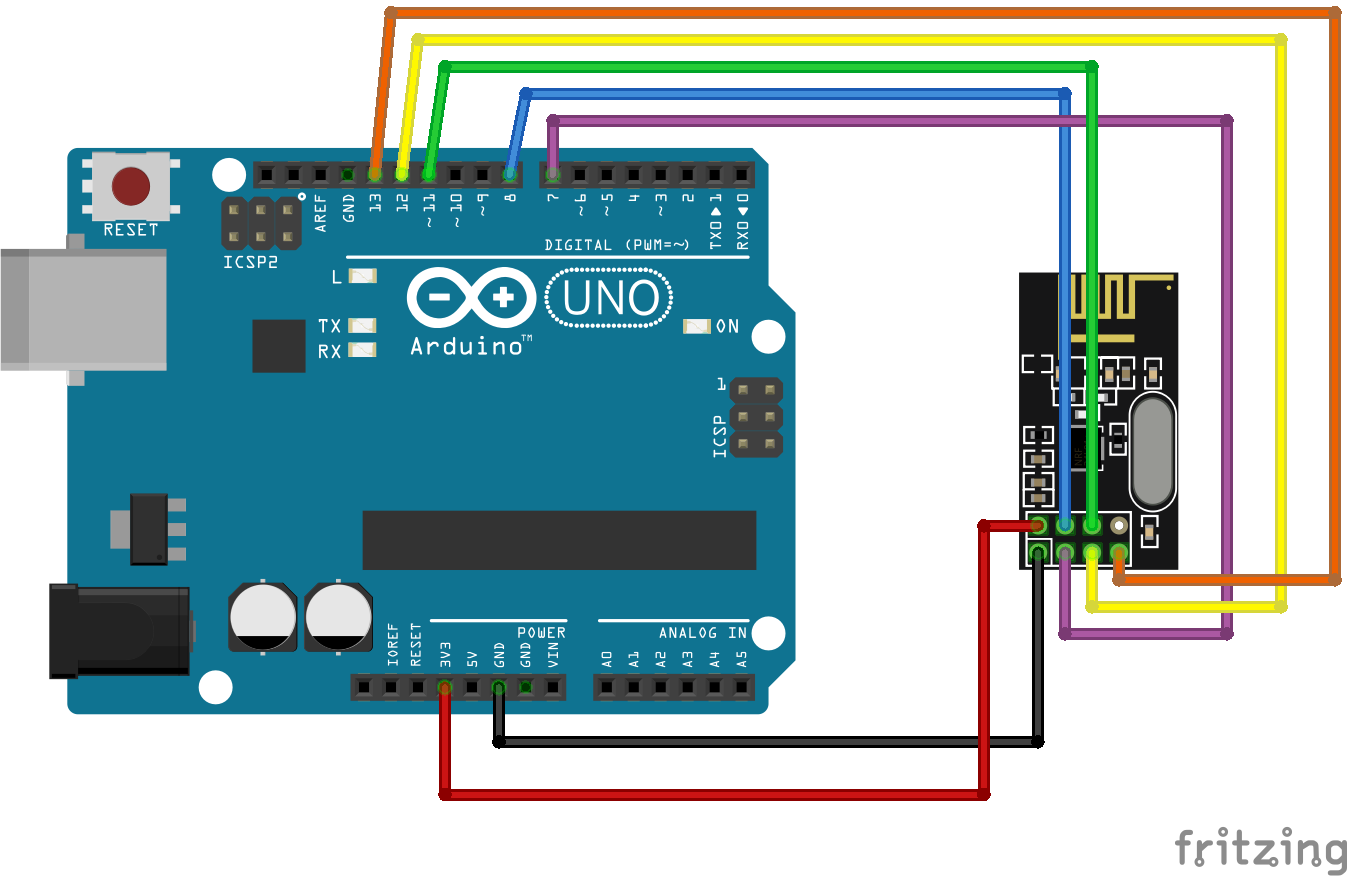 RESET
ICSP2
AREF
GND
13
12
~11
~10
~9
8
7
~6
~5
4
~3
2
TX0▶1
RX0◀0
DIGITAL (PWM=~)
L
TX
RX
UNO
Arduino™
ON
1
ICSP
IOREF
RESET
3V3
5V
GND
GND
VIN
POWER
ANALOG IN
A0
A1
A2
A3
A4
A5
fritzing